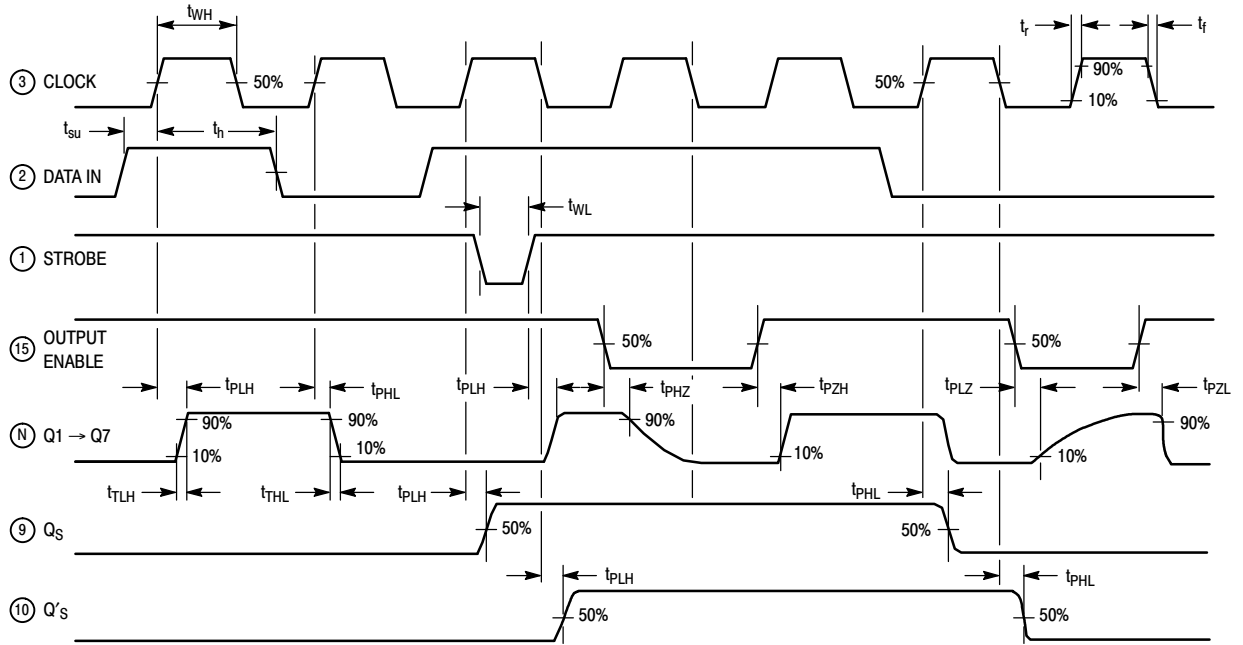 tWH tr tf
3 CLOCK 50% 50% 90% 10%
tsu th
2 DATA IN
tWL
1 STROBE
15 OUTPUT ENABLE 50% 50%
tPLH tPHL tPLH tPHZ tPZH tPLZ tPZL
N Q1 → Q7 90% 10% 90% 10% 90% 10% 10% 90%
tTLH tTHL tPLH tPHL
9 QS 50% 50%
tPLH tPHL
10 Q′S 50% 50%